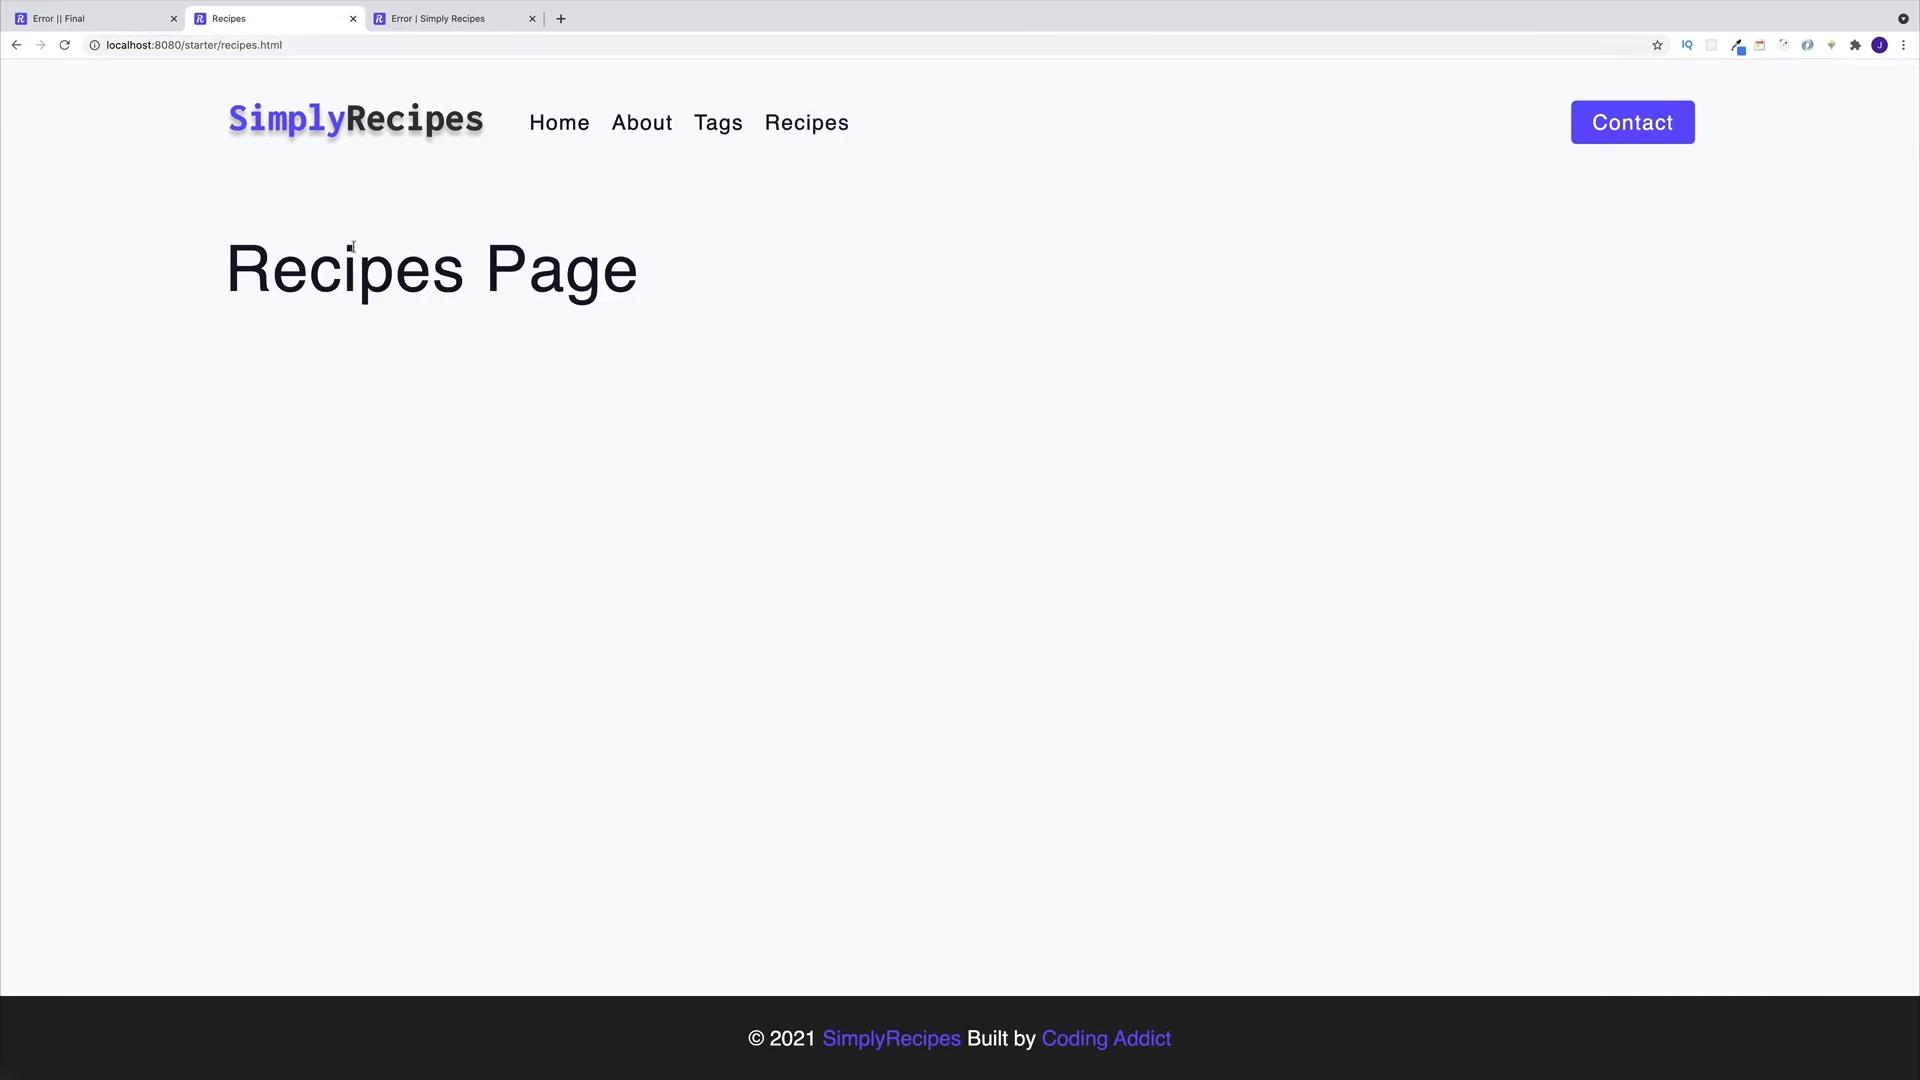 Error || Final
Recipes
Error | Simply Recipes
localhost:8080/starter/recipes.html
IQ
J
SimplyRecipes
Home About Tags Recipes
Contact
Recipes Page
© 2021 SimplyRecipes Built by Coding Addict